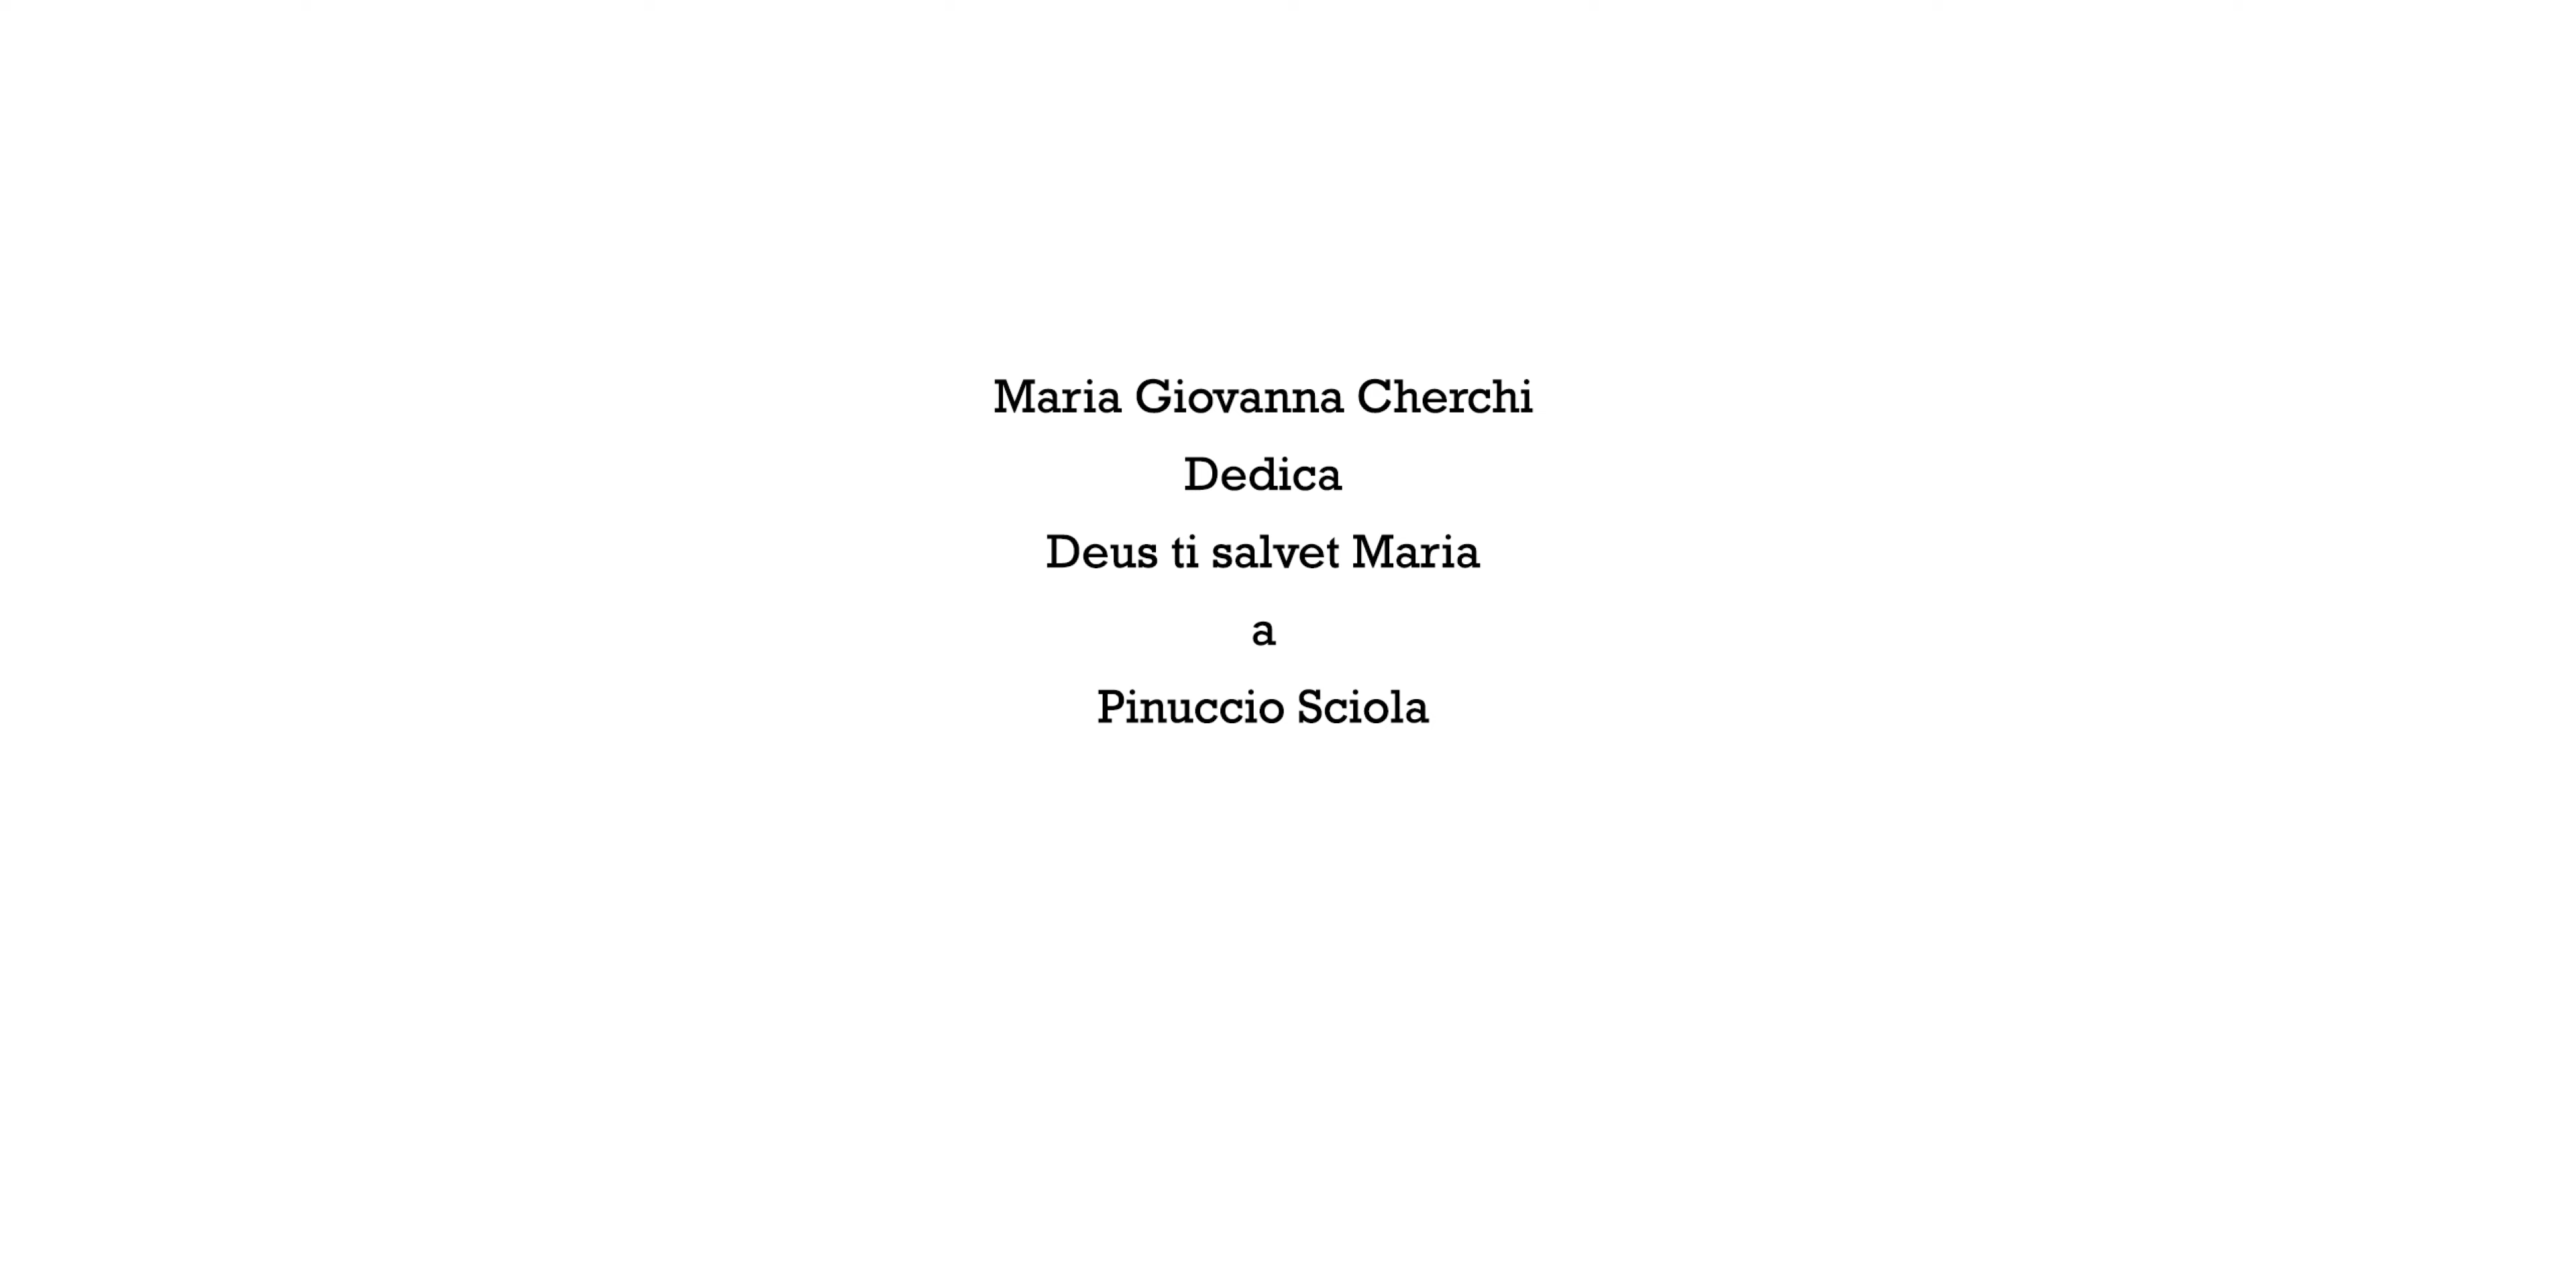 Maria Giovanna Cherchi
Dedica
Deus ti salvet Maria
a
Pinuccio Sciola